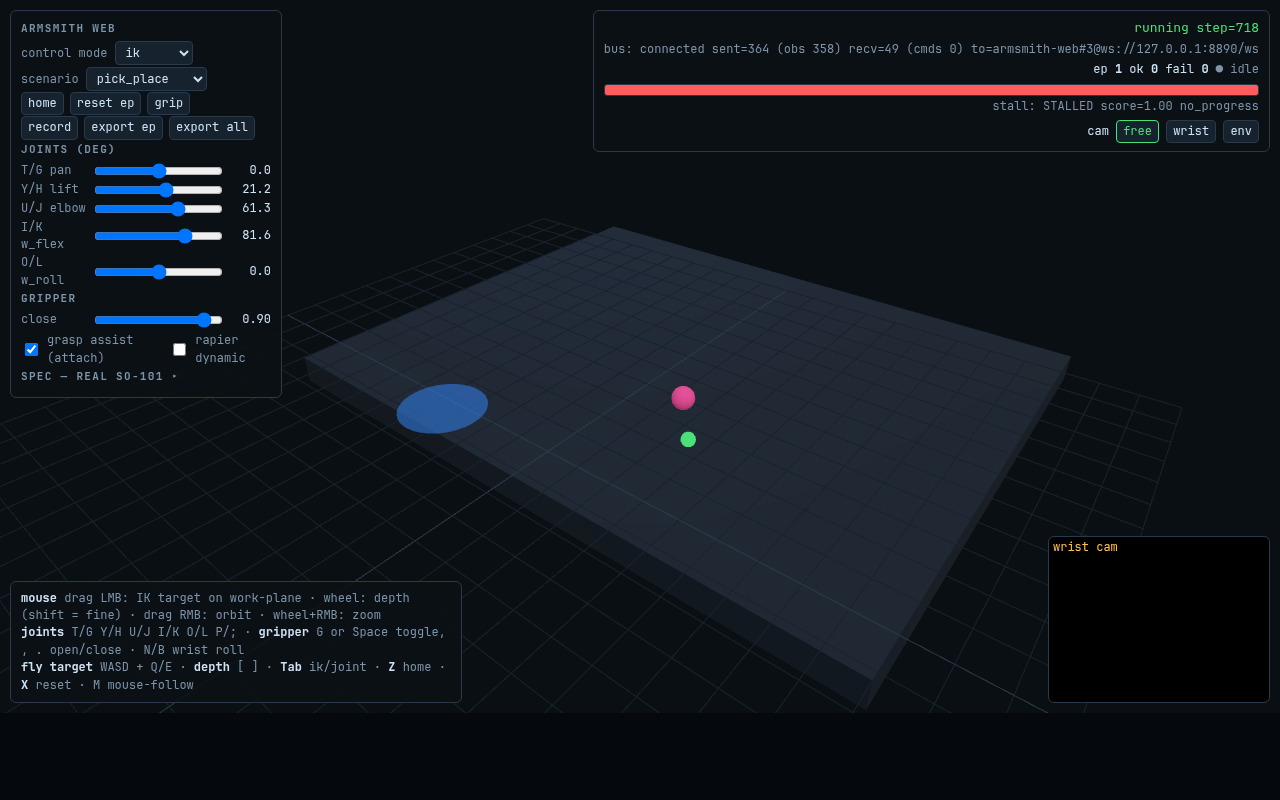 ARMSMITH WEB
control mode ik
scenario pick_place
home reset ep grip
record export ep export all
JOINTS (DEG)
T/G pan 0.0
Y/H lift 21.2
U/J elbow 61.3
I/K w_flex 81.6
O/L w_roll 0.0
GRIPPER
close 0.90
grasp assist (attach) rapier dynamic
SPEC — REAL SO-101 ▸
running step=718
bus: connected sent=364 (obs 358) recv=49 (cmds 0) to=armsmith-web#3@ws://127.0.0.1:8890/ws
ep 1 ok 0 fail 0 ● idle
stall: STALLED score=1.00 no_progress
cam free wrist env
wrist cam
mouse drag LMB: IK target on work-plane · wheel: depth
(shift = fine) · drag RMB: orbit · wheel+RMB: zoom
joints T/G Y/H U/J I/K O/L P/; · gripper G or Space toggle,
, . open/close · N/B wrist roll
fly target WASD + Q/E · depth [ ] · Tab ik/joint · Z home ·
X reset · M mouse-follow